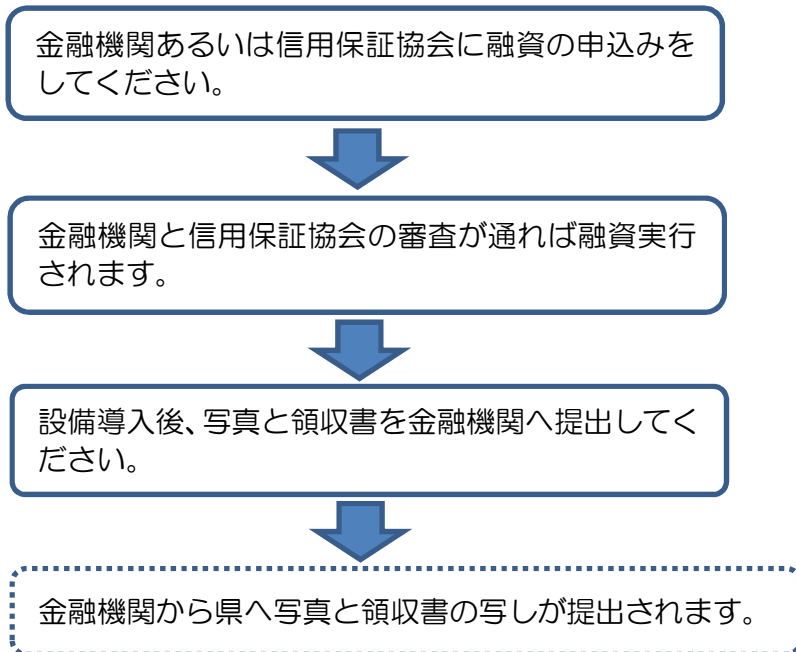 金融機関あるいは信用保証協会に融資の申込みを
してください。
金融機関と信用保証協会の審査が通れば融資実行
されます。
設備導入後、写真と領収書を金融機関へ提出してく
ださい。
金融機関から県へ写真と領収書の写しが提出されます。